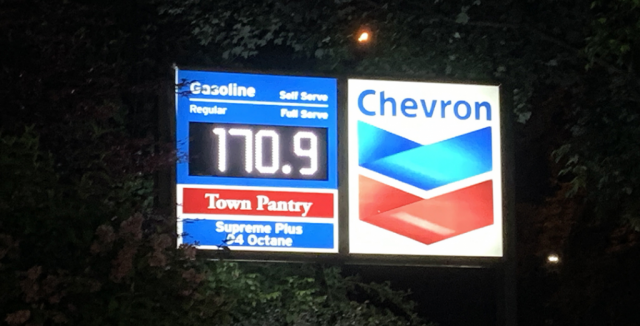 Gasoline Self Serve
Regular Full Serve
170.9
Town Pantry
Supreme Plus
94 Octane
Chevron